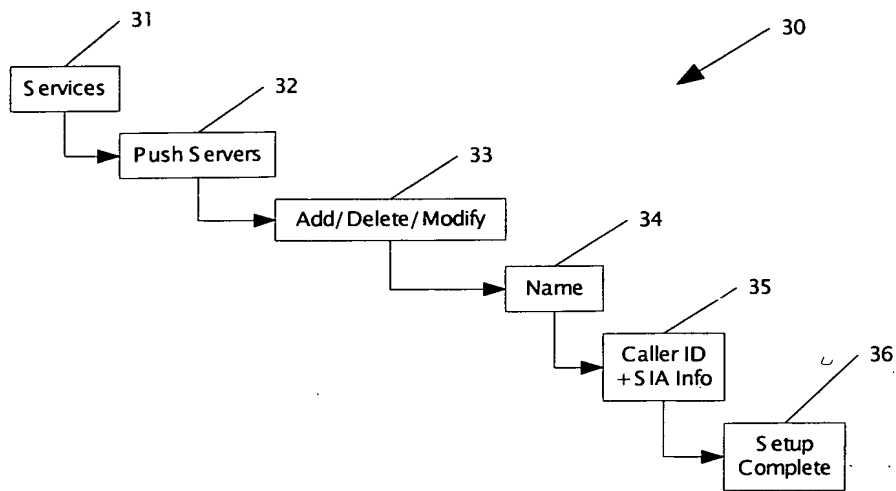 31
30
Services
32
Push Servers
33
Add/Delete/Modify
34
Name
35
Caller ID
+SIA Info
36
Setup
Complete